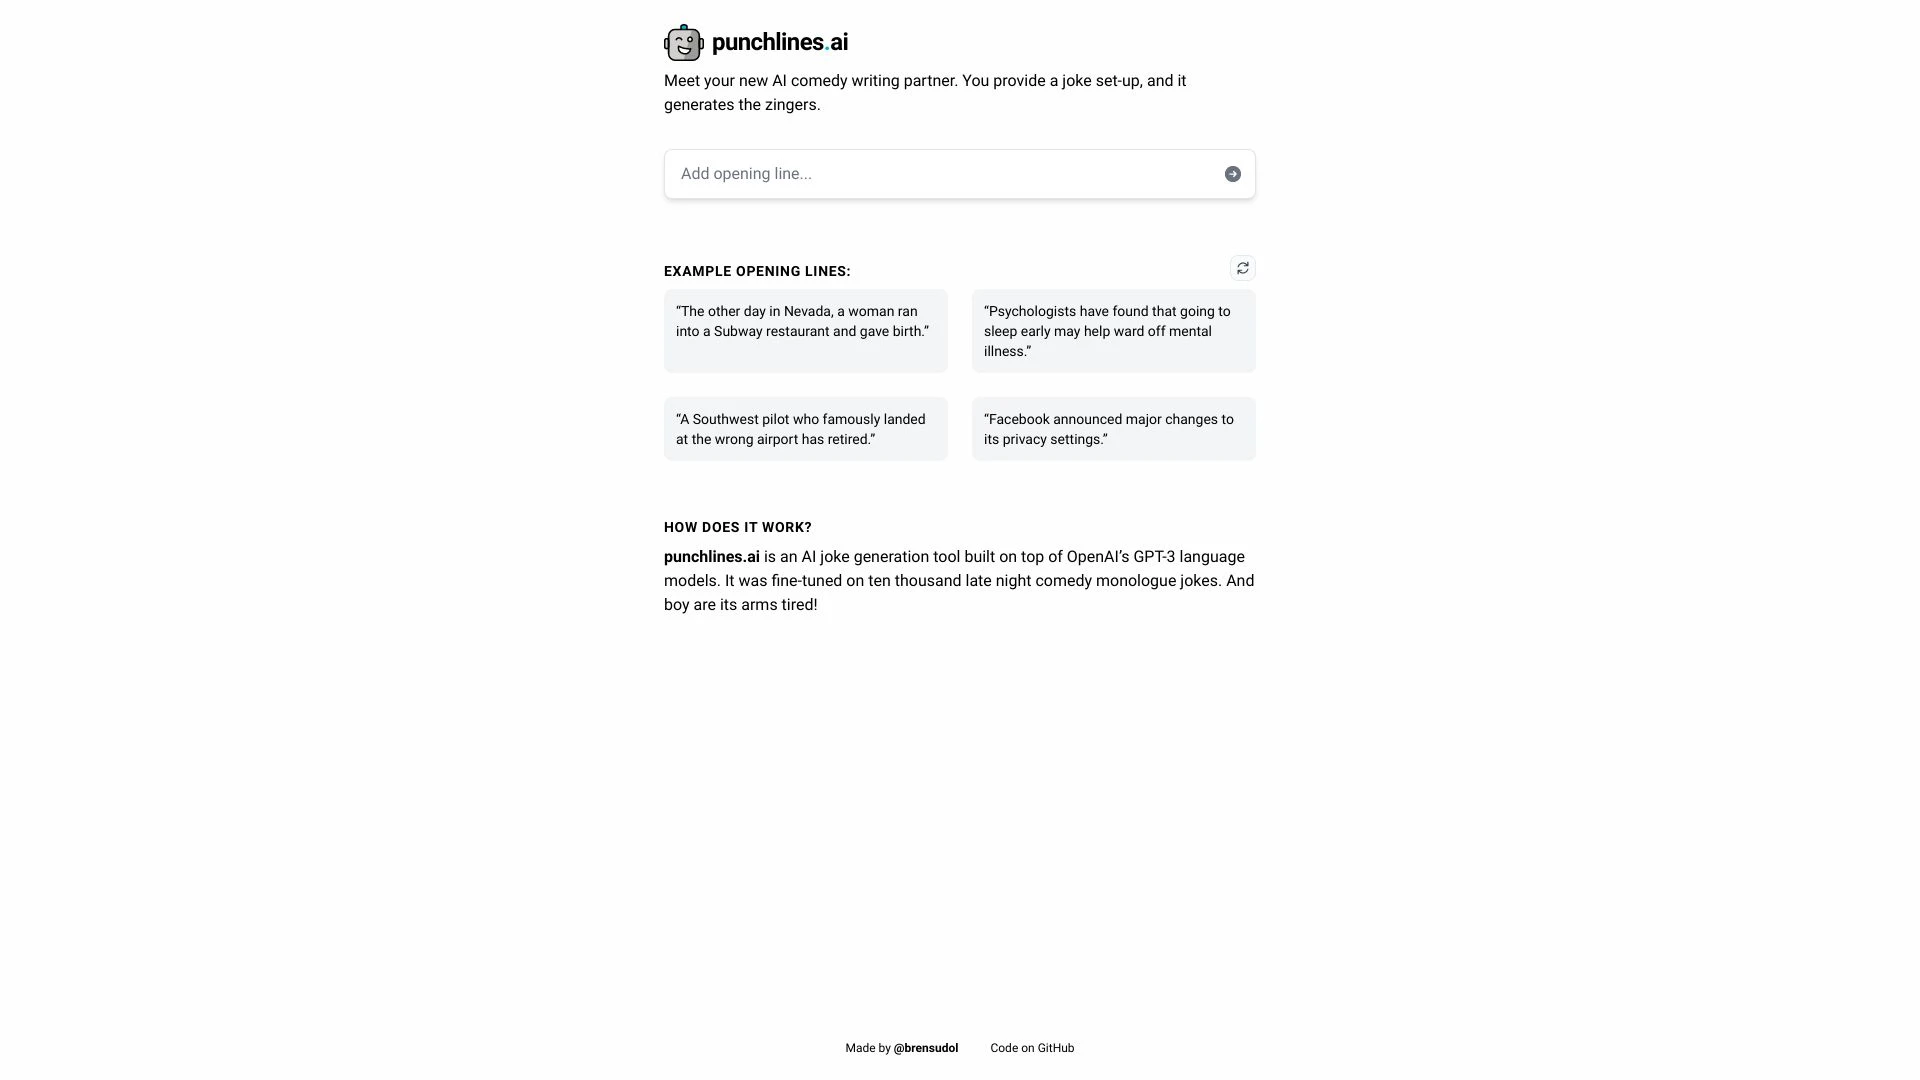 punchlines.ai
Meet your new AI comedy writing partner. You provide a joke set-up, and it
generates the zingers.
Add opening line...
EXAMPLE OPENING LINES:
“The other day in Nevada, a woman ran
into a Subway restaurant and gave birth.”
“Psychologists have found that going to
sleep early may help ward off mental
illness.”
“A Southwest pilot who famously landed
at the wrong airport has retired.”
“Facebook announced major changes to
its privacy settings.”
HOW DOES IT WORK?
punchlines.ai is an AI joke generation tool built on top of OpenAI’s GPT-3 language
models. It was fine-tuned on ten thousand late night comedy monologue jokes. And
boy are its arms tired!
Made by @brensudol
Code on GitHub